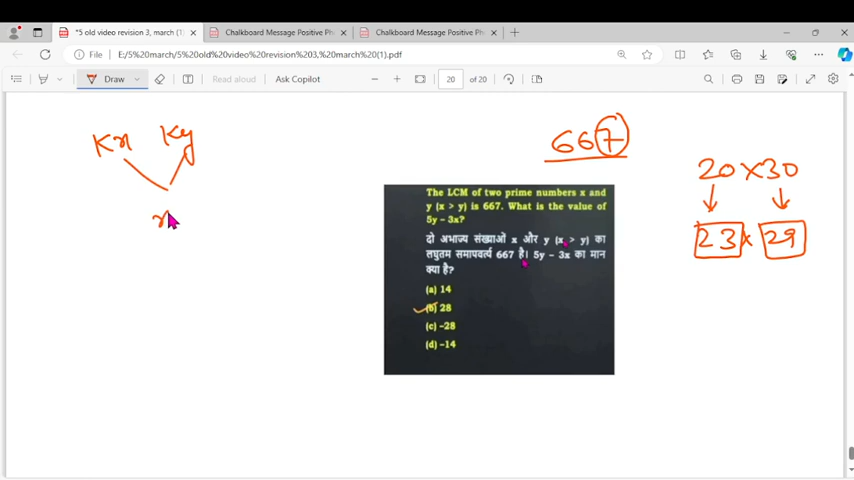 *5 old video revision 3, march (1) × Chalkboard Message Positive Ph × Chalkboard Message Positive Ph × +
File E:/5%20march/5%20old%20video%20revision%203,%20march%20(1).pdf
Draw Read aloud Ask Copilot − + 20 of 20
Kx Ky
x
667
20 × 30
23 × 29
The LCM of two prime numbers x and
y (x > y) is 667. What is the value of
5y – 3x?
दो अभाज्य संख्याओं x और y (x > y) का
लघुतम समापवर्त्य 667 है। 5y – 3x का मान
क्या है?
(a) 14
(b) 28
(c) –28
(d) –14